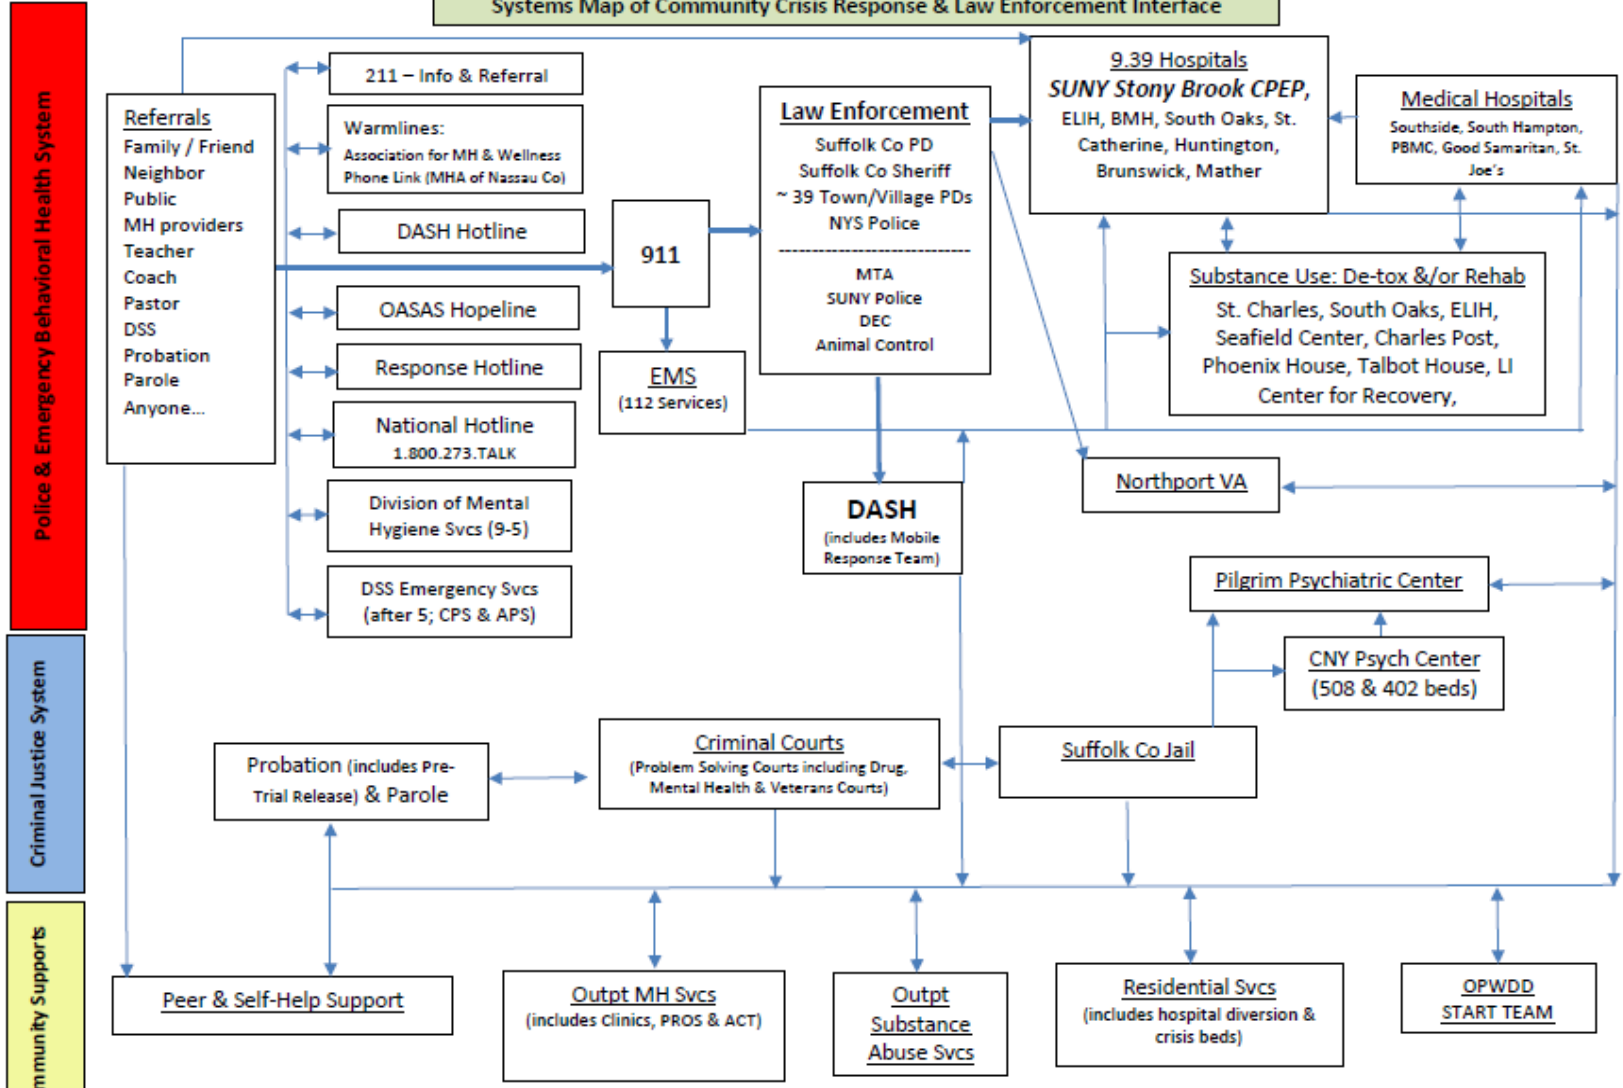 Systems Map of Community Crisis Response & Law Enforcement Interface
Police & Emergency Behavioral Health System
Referrals
Family / Friend
Neighbor
Public
MH providers
Teacher
Coach
Pastor
DSS
Probation
Parole
Anyone...
211 – Info & Referral
Warmlines:
Association for MH & Wellness
Phone Link (MHA of Nassau Co)
DASH Hotline
OASAS Hopeline
Response Hotline
National Hotline
1.800.273.TALK
Division of Mental
Hygiene Svcs (9-5)
DSS Emergency Svcs
(after 5; CPS & APS)
911
EMS
(112 Services)
Law Enforcement
Suffolk Co PD
Suffolk Co Sheriff
~ 39 Town/Village PDs
NYS Police
------------------------------
MTA
SUNY Police
DEC
Animal Control
DASH
(includes Mobile
Response Team)
9.39 Hospitals
SUNY Stony Brook CPEP,
ELIH, BMH, South Oaks, St.
Catherine, Huntington,
Brunswick, Mather
Medical Hospitals
Southside, South Hampton,
PBMC, Good Samaritan, St.
Joe's
Substance Use: De-tox &/or Rehab
St. Charles, South Oaks, ELIH,
Seafield Center, Charles Post,
Phoenix House, Talbot House, LI
Center for Recovery,
Northport VA
Pilgrim Psychiatric Center
CNY Psych Center
(508 & 402 beds)
Criminal Justice System
Probation (includes Pre-
Trial Release) & Parole
Criminal Courts
(Problem Solving Courts including Drug,
Mental Health & Veterans Courts)
Suffolk Co Jail
mmunity Supports
Peer & Self-Help Support
Outpt MH Svcs
(includes Clinics, PROS & ACT)
Outpt
Substance
Abuse Svcs
Residential Svcs
(includes hospital diversion &
crisis beds)
OPWDD
START TEAM